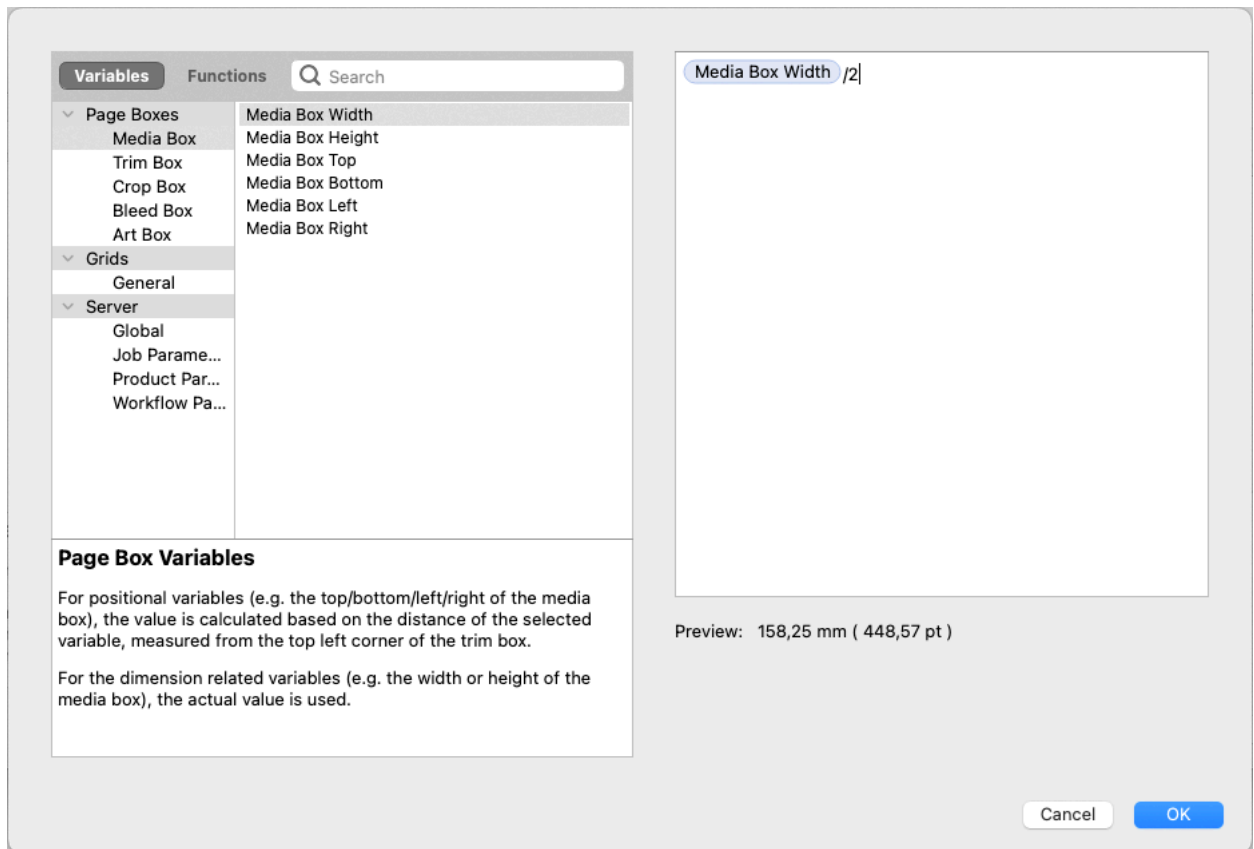 Variables
Functions
Search
Page Boxes
Media Box
Trim Box
Crop Box
Bleed Box
Art Box
Grids
General
Server
Global
Job Parame...
Product Par...
Workflow Pa...
Media Box Width
Media Box Height
Media Box Top
Media Box Bottom
Media Box Left
Media Box Right
Page Box Variables
For positional variables (e.g. the top/bottom/left/right of the media
box), the value is calculated based on the distance of the selected
variable, measured from the top left corner of the trim box.
For the dimension related variables (e.g. the width or height of the
media box), the actual value is used.
Media Box Width /2
Preview: 158,25 mm ( 448,57 pt )
Cancel
OK